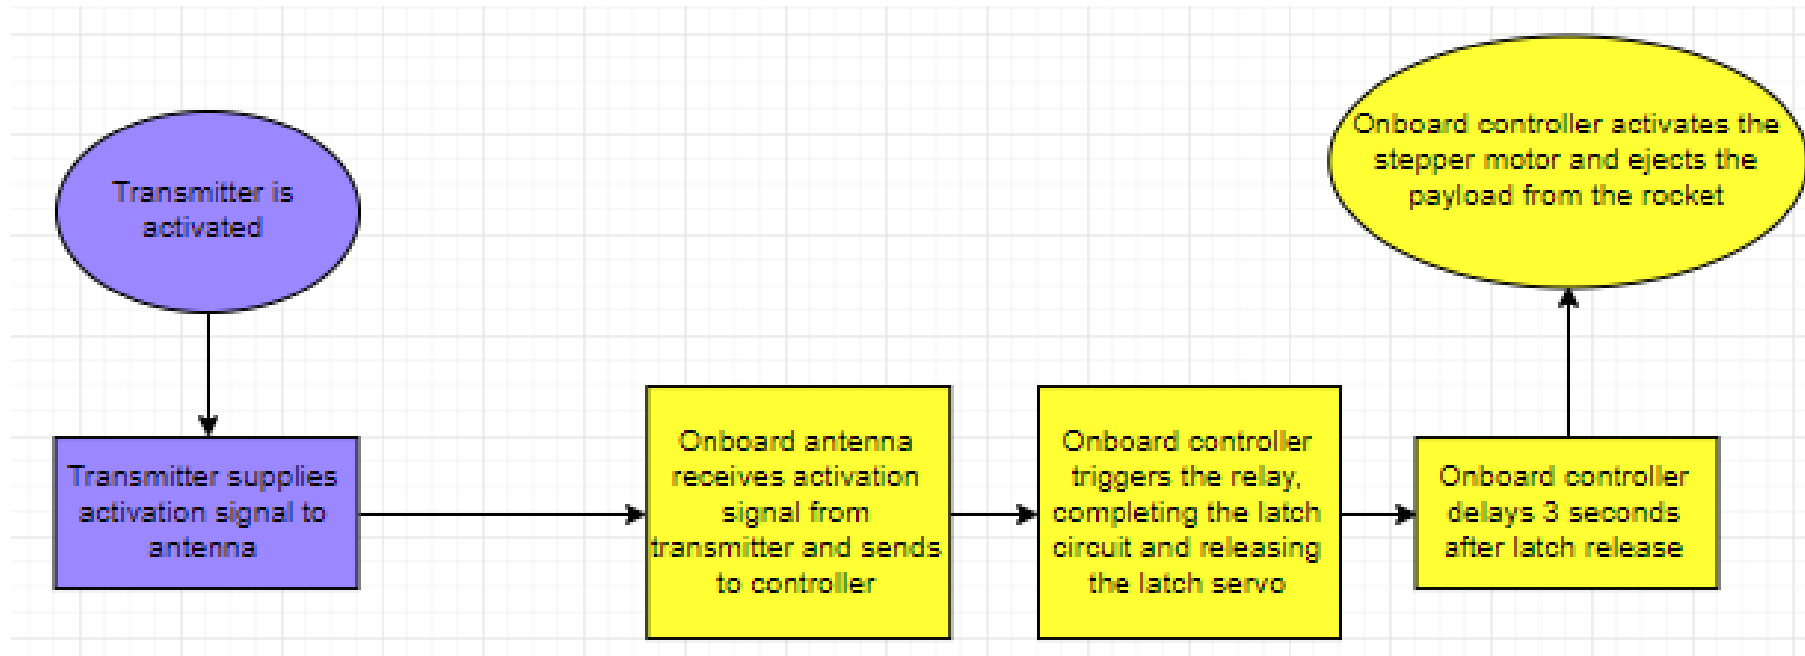 Transmitter is
activated
Transmitter supplies
activation signal to
antenna
Onboard antenna
receives activation
signal from
transmitter and sends
to controller
Onboard controller
triggers the relay,
completing the latch
circuit and releasing
the latch servo
Onboard controller
delays 3 seconds
after latch release
Onboard controller activates the
stepper motor and ejects the
payload from the rocket